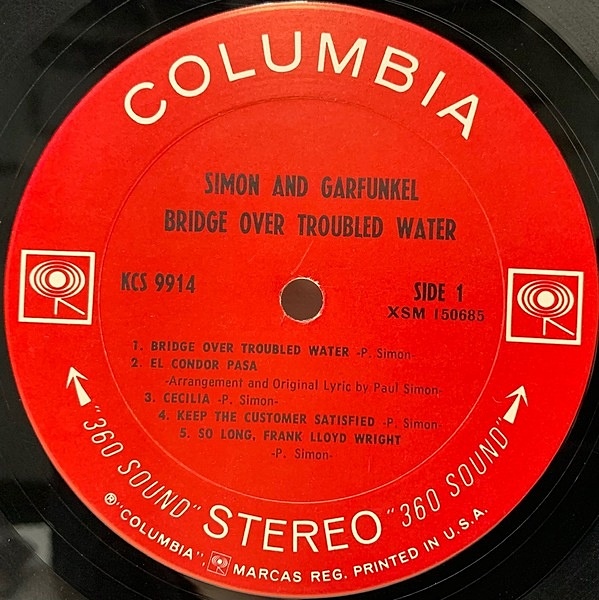 COLUMBIA
SIMON AND GARFUNKEL
BRIDGE OVER TROUBLED WATER
KCS 9914
SIDE 1
XSM 150685
1. BRIDGE OVER TROUBLED WATER -P. Simon-
2. EL CONDOR PASA
-Arrangement and Original Lyric by Paul Simon-
3. CECILIA -P. Simon-
4. KEEP THE CUSTOMER SATISFIED -P. Simon-
5. SO LONG, FRANK LLOYD WRIGHT
-P. Simon-
"360 SOUND" STEREO "360 SOUND"
® "COLUMBIA", MARCAS REG. PRINTED IN U.S.A.